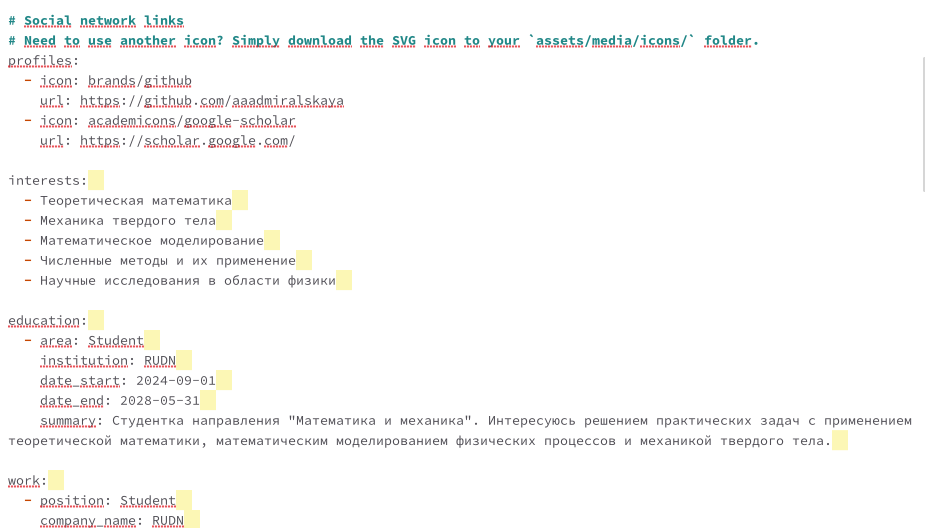 # Social network links
# Need to use another icon? Simply download the SVG icon to your `assets/media/icons/` folder.
profiles:
  - icon: brands/github
    url: https://github.com/aaadmiralskaya
  - icon: academicons/google-scholar
    url: https://scholar.google.com/

interests:
  - Теоретическая математика
  - Механика твердого тела
  - Математическое моделирование
  - Численные методы и их применение
  - Научные исследования в области физики

education:
  - area: Student
    institution: RUDN
    date_start: 2024-09-01
    date_end: 2028-05-31
    summary: Студентка направления "Математика и механика". Интересуюсь решением практических задач с применением
теоретической математики, математическим моделированием физических процессов и механикой твердого тела.

work:
  - position: Student
    company_name: RUDN